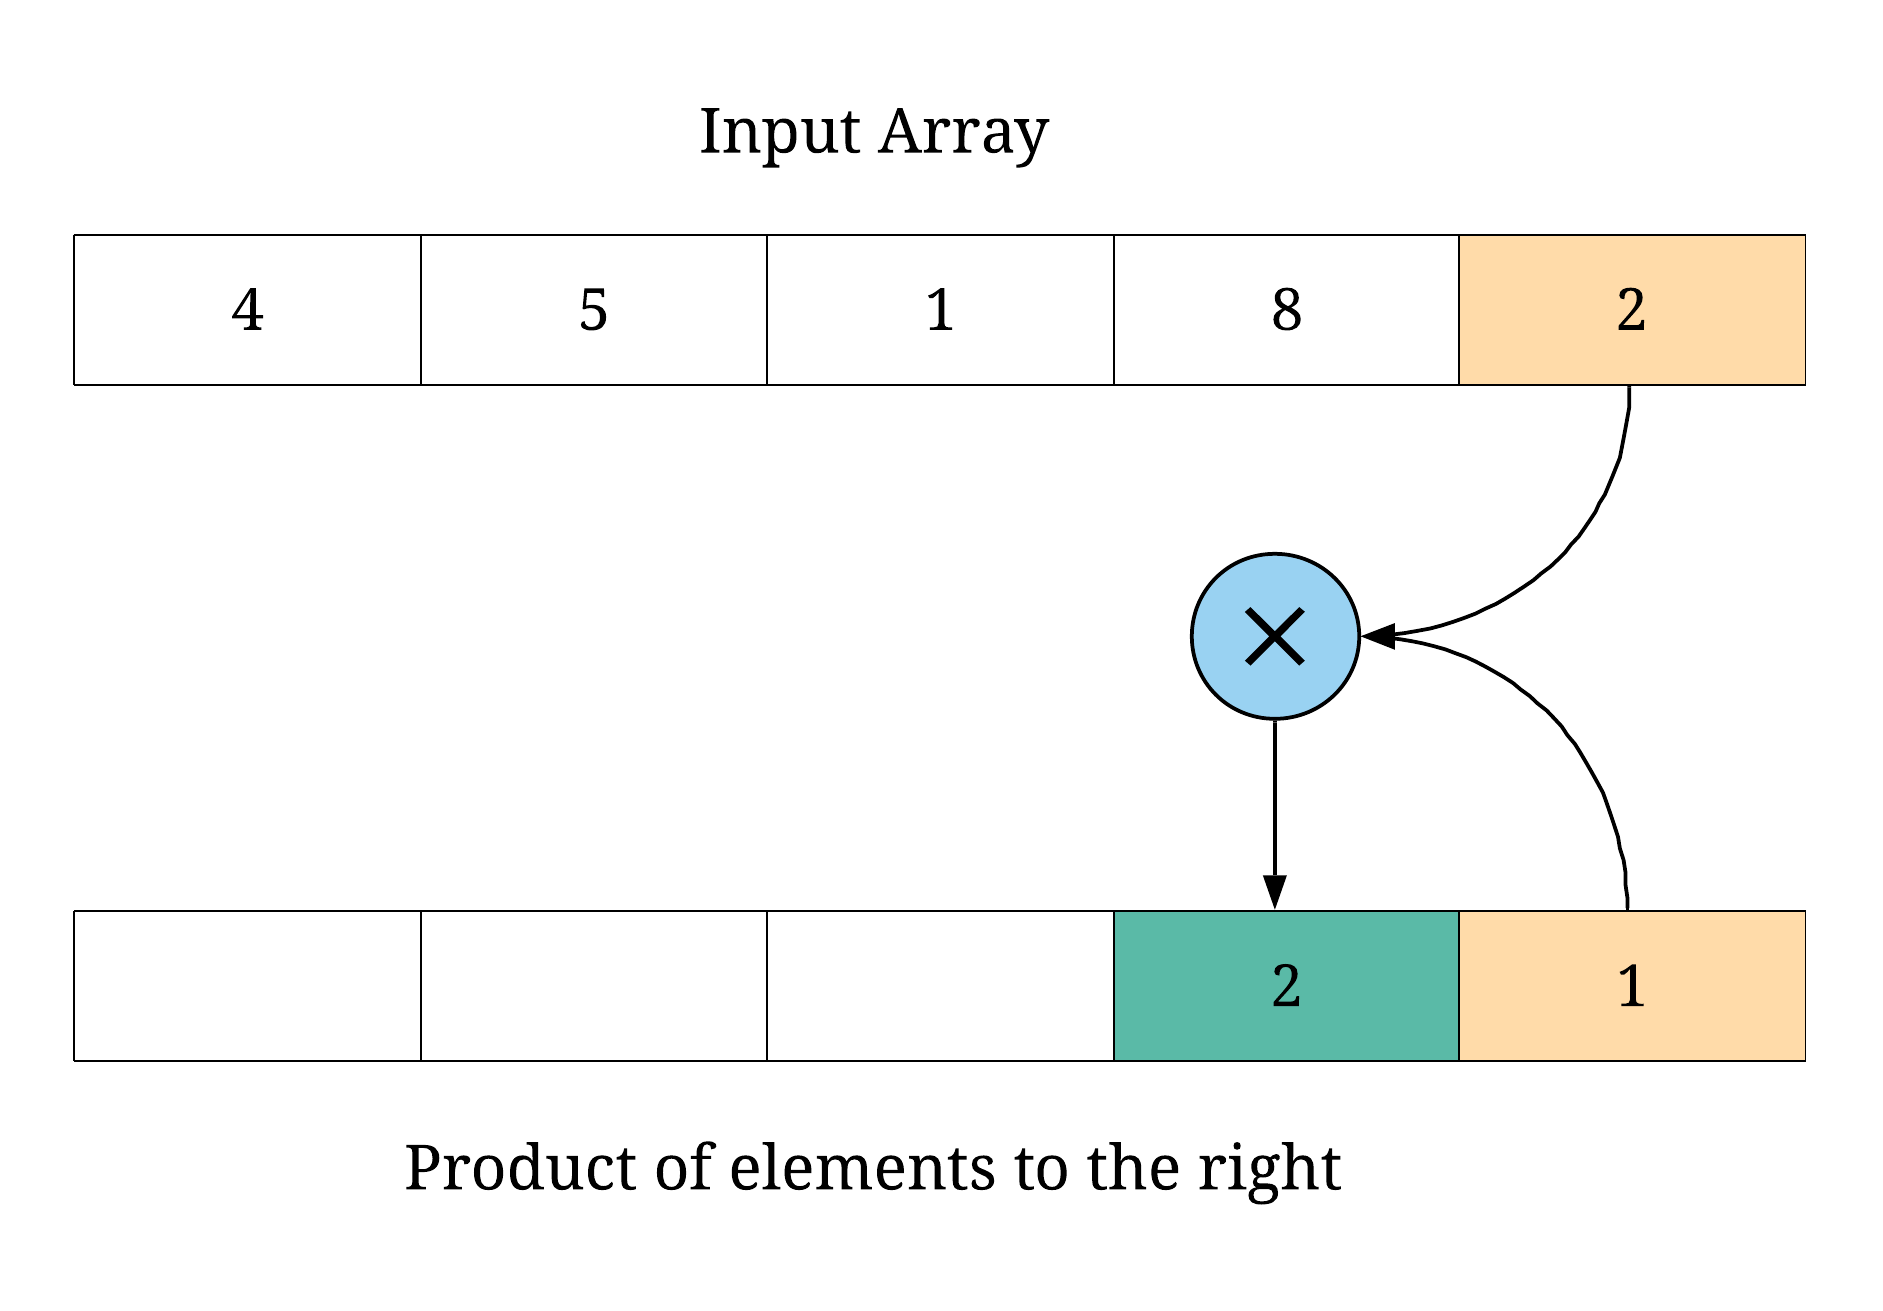 Input Array
4 5 1 8 2
×
2 1
Product of elements to the right